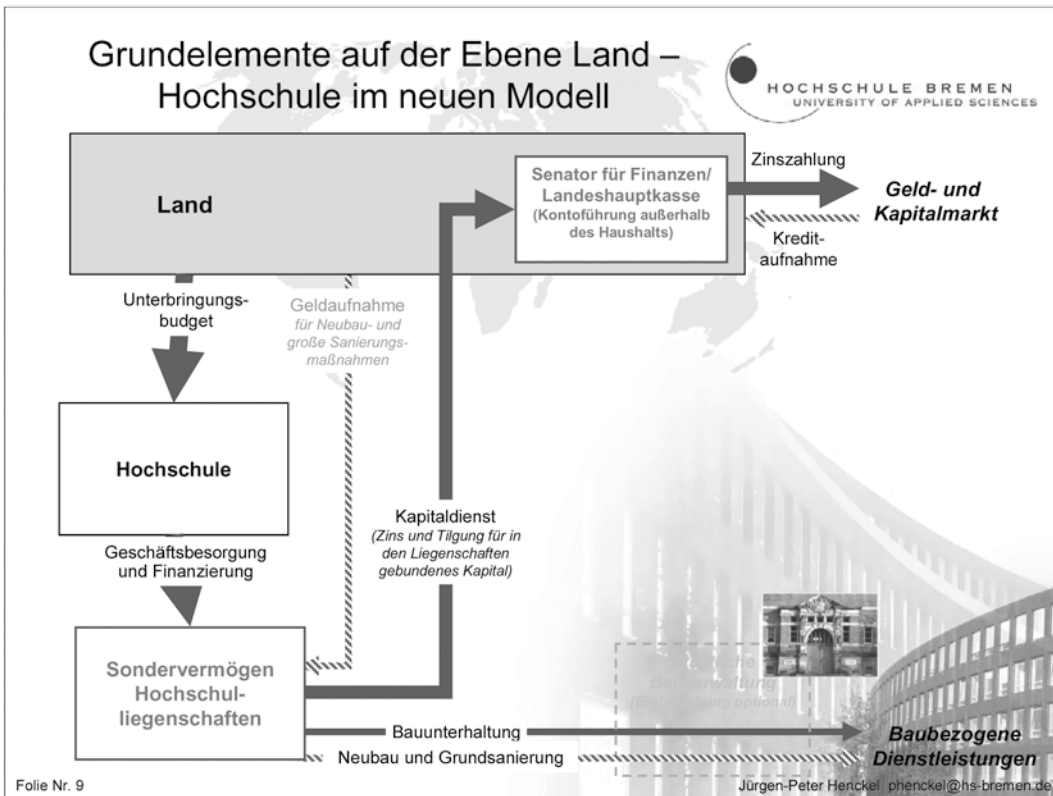 Grundelemente auf der Ebene Land –
Hochschule im neuen Modell
HOCHSCHULE BREMEN
UNIVERSITY OF APPLIED SCIENCES
Land
Senator für Finanzen/
Landeshauptkasse
(Kontoführung außerhalb
des Haushalts)
Zinszahlung
Geld- und
Kapitalmarkt
Kredit-
aufnahme
Unterbringungs-
budget
Geldaufnahme
für Neubau- und
große Sanierungs-
maßnahmen
Hochschule
Kapitaldienst
(Zins und Tilgung für in
den Liegenschaften
gebundenes Kapital)
Geschäftsbesorgung
und Finanzierung
Sondervermögen
Hochschul-
liegenschaften
optional)
Bauunterhaltung
Neubau und Grundsanierung
Baubezogene
Dienstleistungen
Folie Nr. 9
Jürgen-Peter Henckel phenckel@hs-bremen.de